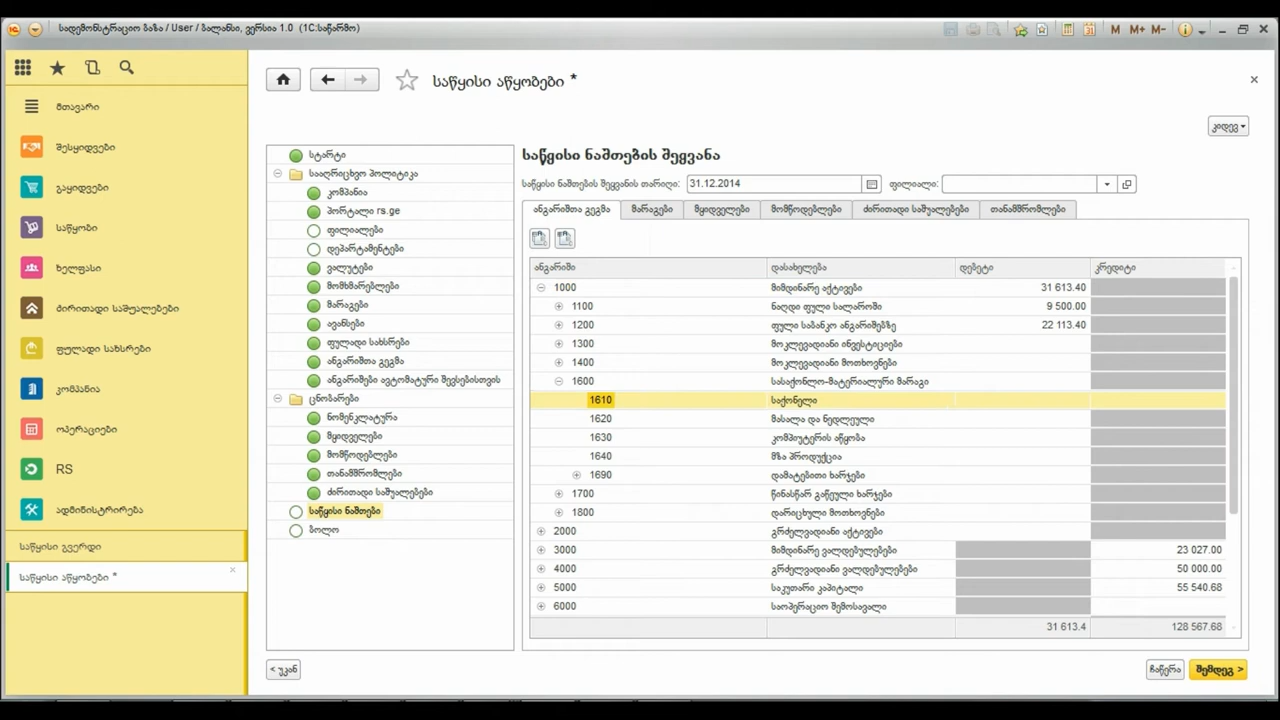 სადემონსტრაციო ბაზა / User / ბალანსი, ვერსია 1.0 (1C:საწარმო)
M M+ M-
საწყისი აწყობები *
მთავარი
შესყიდვები
გაყიდვები
საწყობი
ხელფასი
ძირითადი საშუალებები
ფულადი სახსრები
კომპანია
ოპერაციები
RS
ადმინისტრირება
საწყისი გვერდი
საწყისი აწყობები *
კიდევ
სტარტი
სააღრიცხვო პოლიტიკა
კომპანია
პორტალი rs.ge
ფილიალები
დეპარტამენტები
ვალუტები
მომხმარებლები
მარაგები
ავანსები
ფულადი სახსრები
ანგარიშთა გეგმა
ანგარიშები ავტომატური შევსებისთვის
ცნობარები
ნომენკლატურა
მყიდველები
მომწოდებლები
თანამშრომლები
ძირითადი საშუალებები
საწყისი ნაშთები
ბოლო
საწყისი ნაშთების შეყვანა
საწყისი ნაშთების შეყვანის თარიღი: 31.12.2014 ფილიალი:
ანგარიშთა გეგმა მარაგები მყიდველები მომწოდებლები ძირითადი საშუალებები თანამშრომლები
ანგარიში დასახელება დებეტი კრედიტი
1000 მიმდინარე აქტივები 31 613.40
1100 ნაღდი ფული სალაროში 9 500.00
1200 ფული საბანკო ანგარიშებზე 22 113.40
1300 მოკლევადიანი ინვესტიციები
1400 მოკლევადიანი მოთხოვნები
1600 სასაქონლო-მატერიალური მარაგი
1610 საქონელი
1620 მასალა და ნედლეული
1630 კომპიუტერის აწყობა
1640 მზა პროდუქცია
1690 დამატებითი ხარჯები
1700 წინასწარ გაწეული ხარჯები
1800 დარიცხული მოთხოვნები
2000 გრძელვადიანი აქტივები
3000 მიმდინარე ვალდებულებები 23 027.00
4000 გრძელვადიანი ვალდებულებები 50 000.00
5000 საკუთარი კაპიტალი 55 540.68
6000 საოპერაციო შემოსავალი
31 613.4 128 567.68
< უკან ჩაწერა შემდეგ >